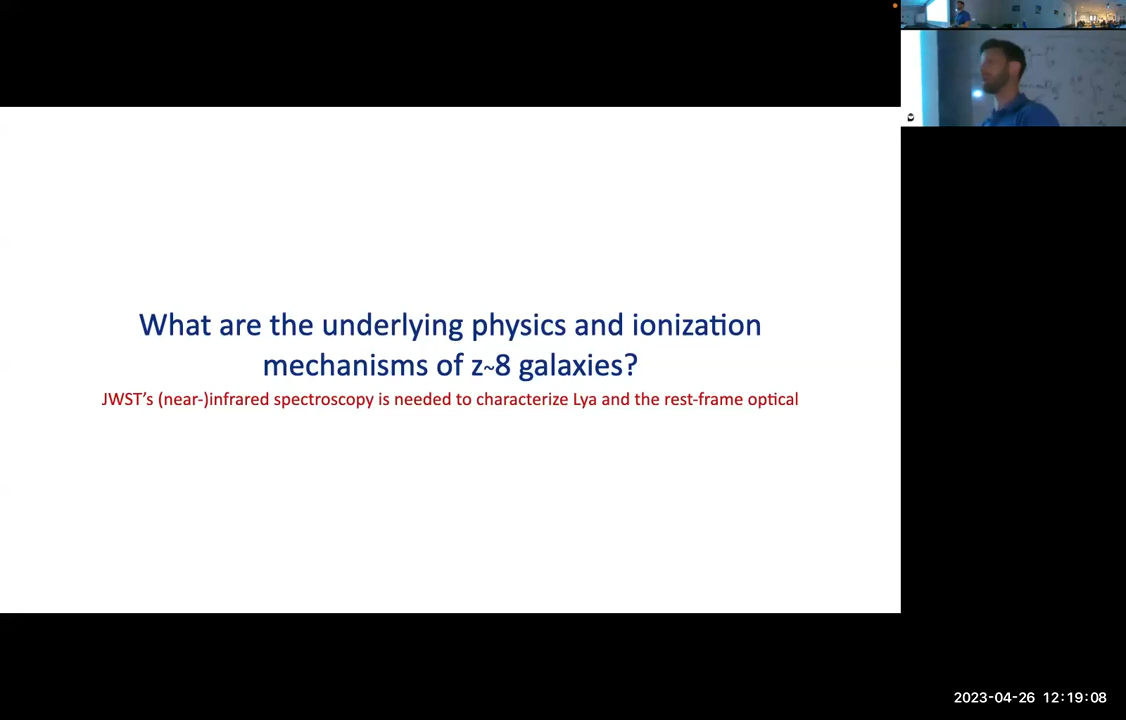 What are the underlying physics and ionization
mechanisms of z~8 galaxies?
JWST's (near-)infrared spectroscopy is needed to characterize Lya and the rest-frame optical
2023-04-26 12:19:08